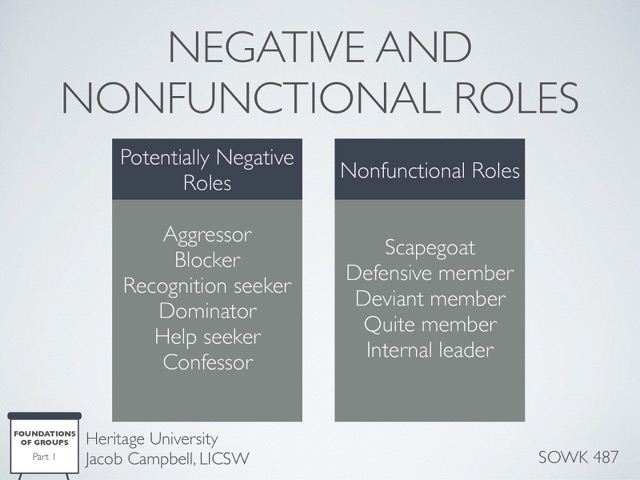 NEGATIVE AND
NONFUNCTIONAL ROLES
Potentially Negative
Roles
Aggressor
Blocker
Recognition seeker
Dominator
Help seeker
Confessor
Nonfunctional Roles
Scapegoat
Defensive member
Deviant member
Quite member
Internal leader
FOUNDATIONS
OF GROUPS
Part 1
Heritage University
Jacob Campbell, LICSW
SOWK 487